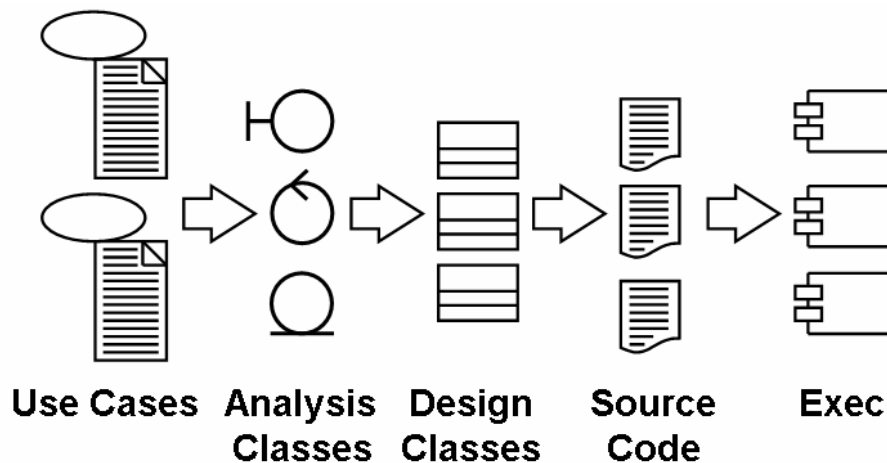 Use Cases
Analysis
Classes
Design
Classes
Source
Code
Exec